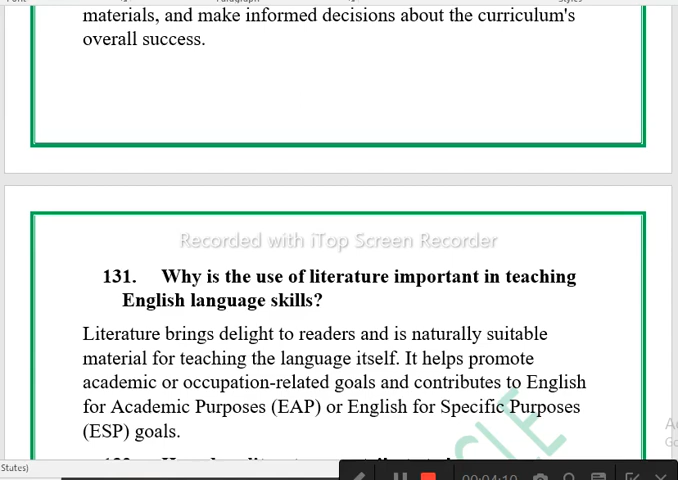 materials, and make informed decisions about the curriculum's
overall success.
Recorded with iTop Screen Recorder
131. Why is the use of literature important in teaching
English language skills?
Literature brings delight to readers and is naturally suitable
material for teaching the language itself. It helps promote
academic or occupation-related goals and contributes to English
for Academic Purposes (EAP) or English for Specific Purposes
(ESP) goals.
States)